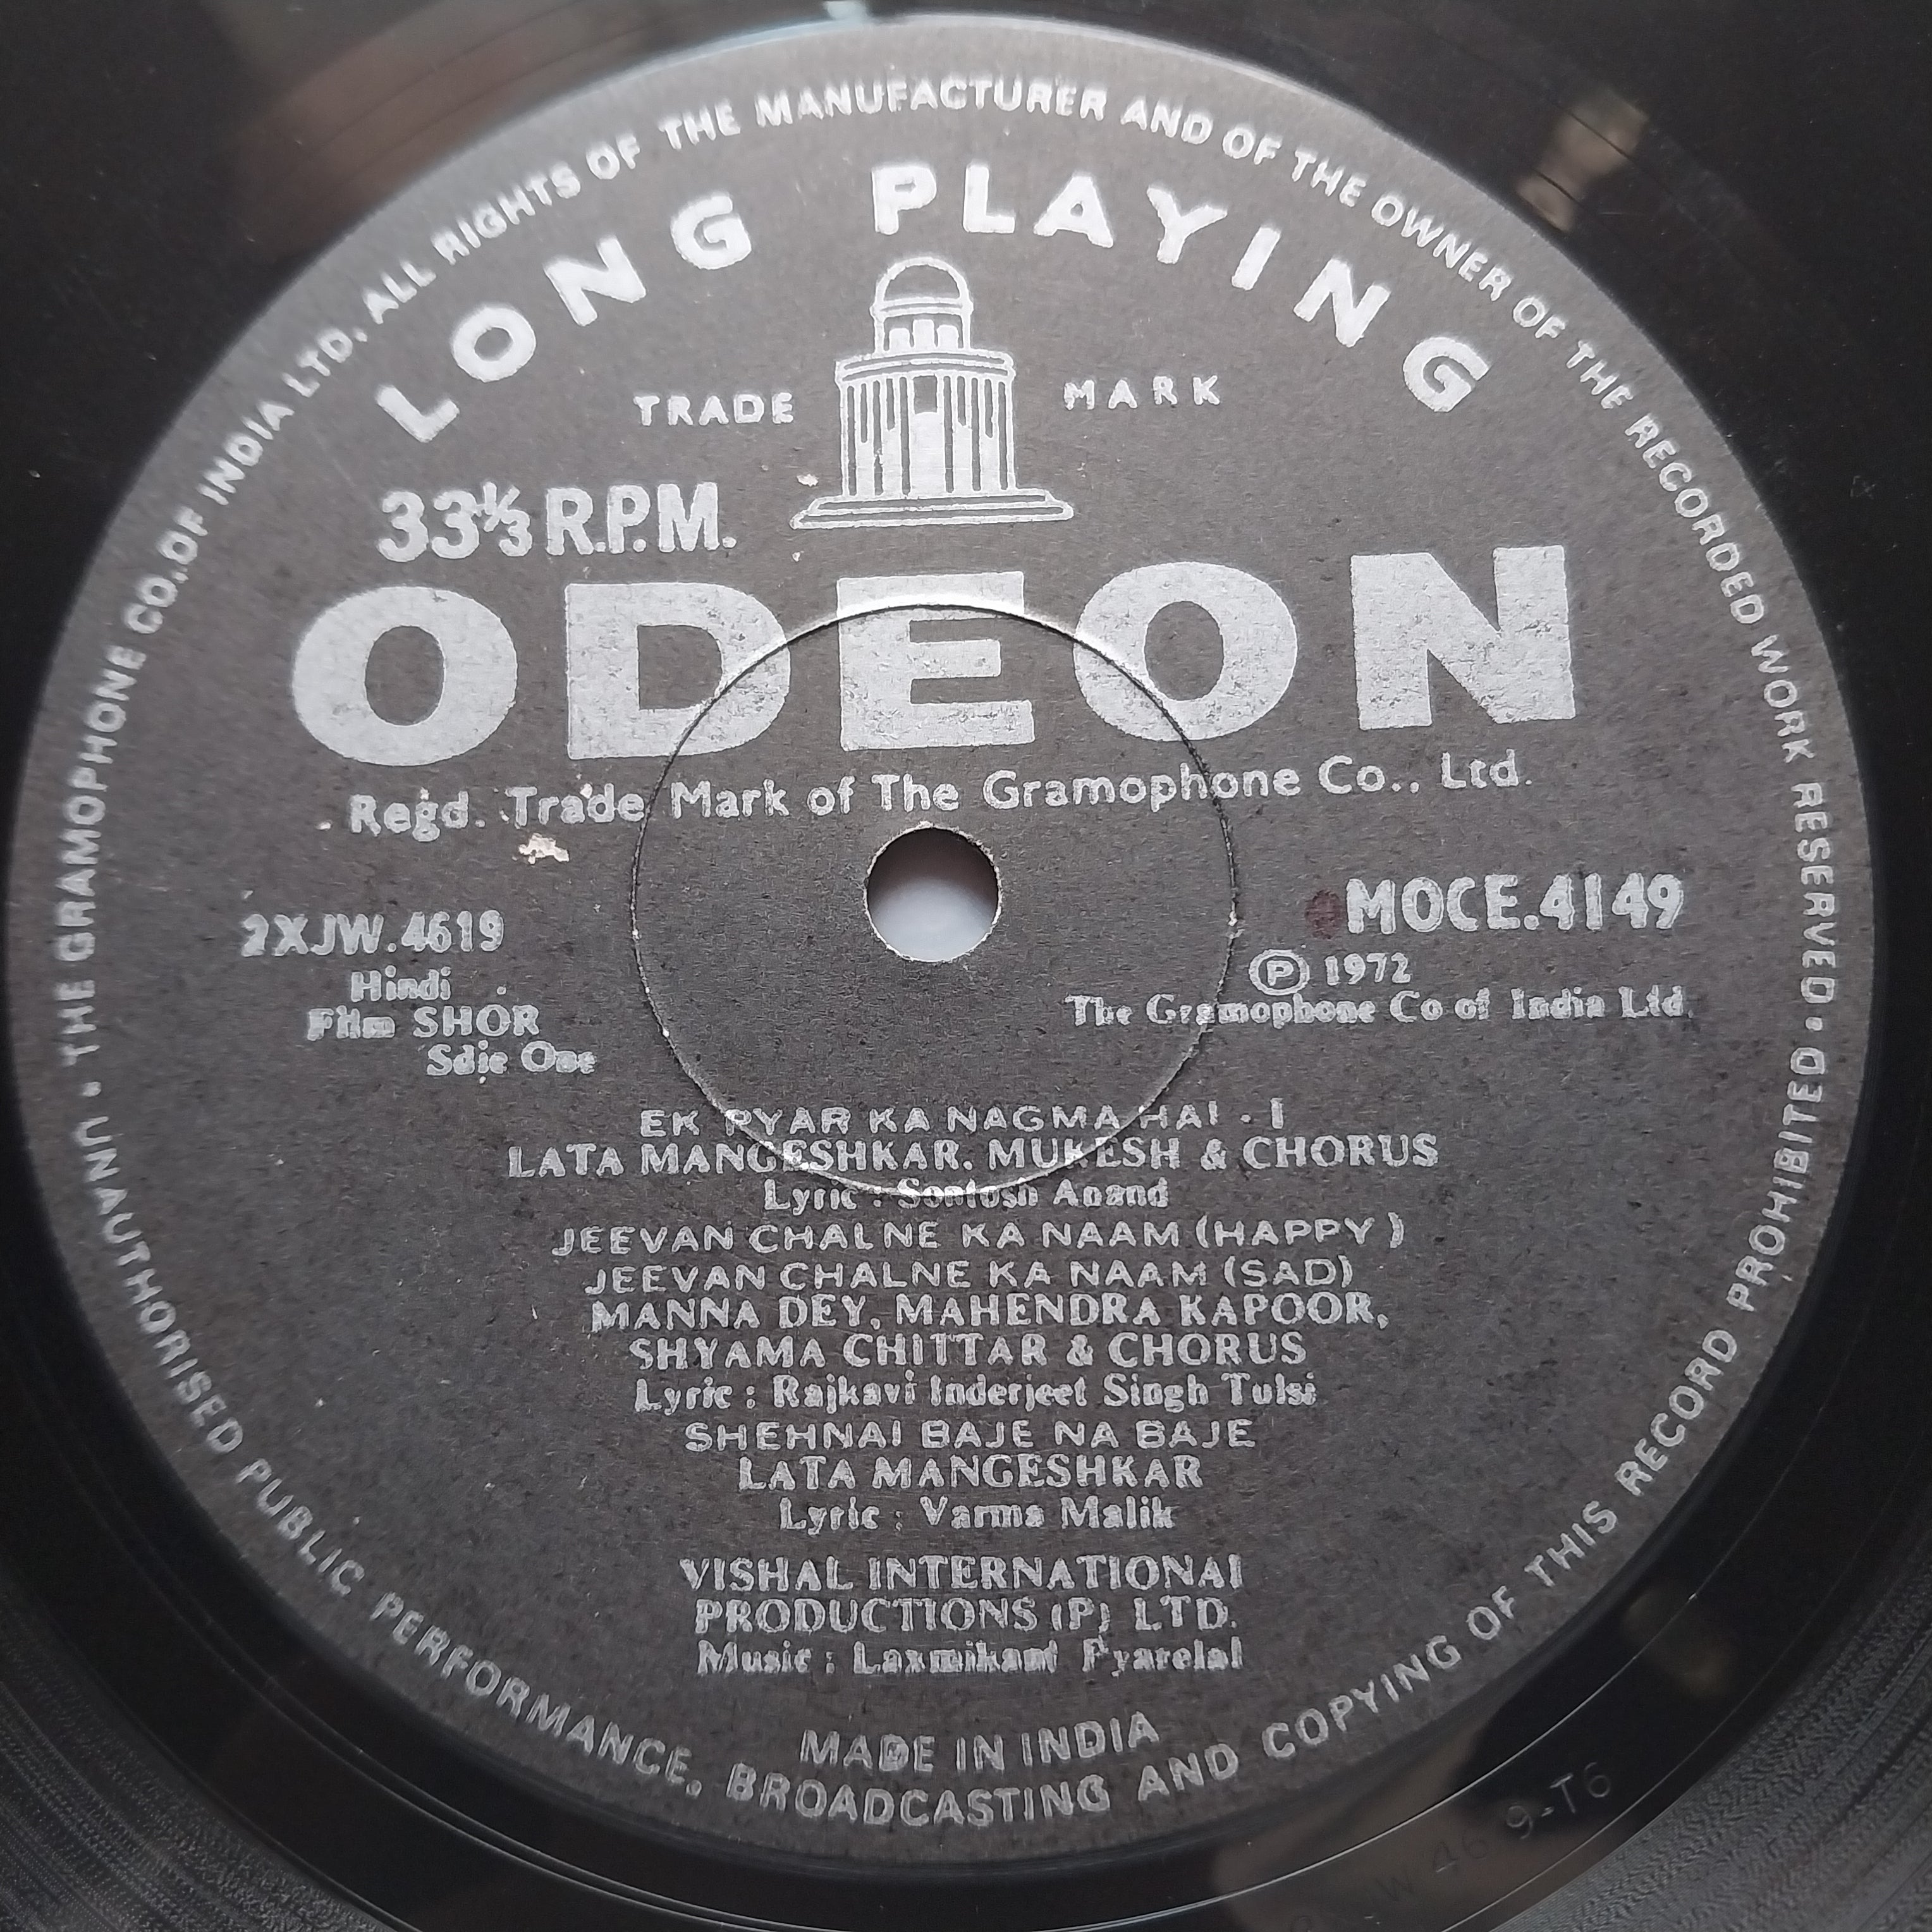 THE GRAMOPHONE CO. OF INDIA LTD. ALL RIGHTS OF THE MANUFACTURER AND OF THE OWNER OF THE RECORDED WORK RESERVED •
UNAUTHORISED PUBLIC PERFORMANCE, BROADCASTING AND COPYING OF THIS RECORD PROHIBITED •
LONG PLAYING
TRADE MARK
33⅓ R.P.M.
ODEON
Regd. Trade Mark of The Gramophone Co., Ltd.
2XJW.4619
MOCE.4149
Hindi
Ⓟ 1972
Film SHOR
The Gramophone Co of India Ltd.
Sdie One
EK PYAR KA NAGMA HAI - I
LATA MANGESHKAR, MUKESH & CHORUS
Lyric : Sontosh Anand
JEEVAN CHALNE KA NAAM (HAPPY)
JEEVAN CHALNE KA NAAM (SAD)
MANNA DEY, MAHENDRA KAPOOR,
SHYAMA CHITTAR & CHORUS
Lyric : Rajkavi Inderjeet Singh Tulsi
SHEHNAI BAJE NA BAJE
LATA MANGESHKAR
Lyric : Varma Malik
VISHAL INTERNATIONAL
PRODUCTIONS (P) LTD.
Music : Laxmikant Pyarelal
MADE IN INDIA
9-T6